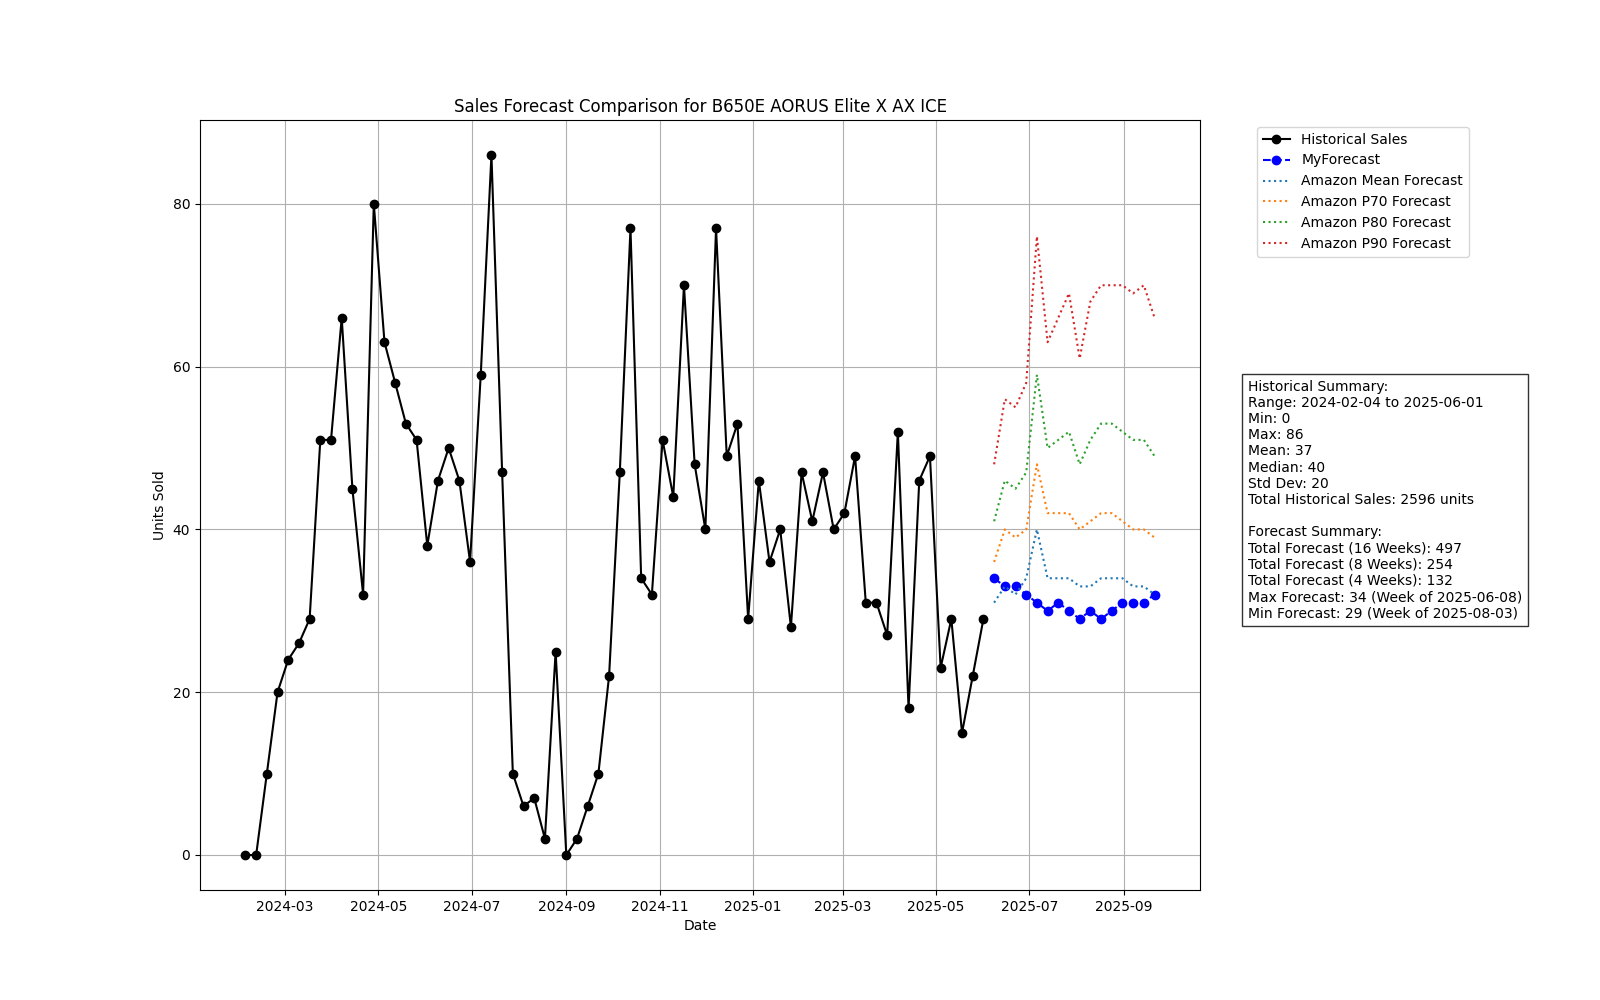 Sales Forecast Comparison for B650E AORUS Elite X AX ICE
Units Sold
80
60
40
20
0
2024-03 2024-05 2024-07 2024-09 2024-11 2025-01 2025-03 2025-05 2025-07 2025-09
Date
Historical Sales
MyForecast
Amazon Mean Forecast
Amazon P70 Forecast
Amazon P80 Forecast
Amazon P90 Forecast
Historical Summary:
Range: 2024-02-04 to 2025-06-01
Min: 0
Max: 86
Mean: 37
Median: 40
Std Dev: 20
Total Historical Sales: 2596 units
Forecast Summary:
Total Forecast (16 Weeks): 497
Total Forecast (8 Weeks): 254
Total Forecast (4 Weeks): 132
Max Forecast: 34 (Week of 2025-06-08)
Min Forecast: 29 (Week of 2025-08-03)